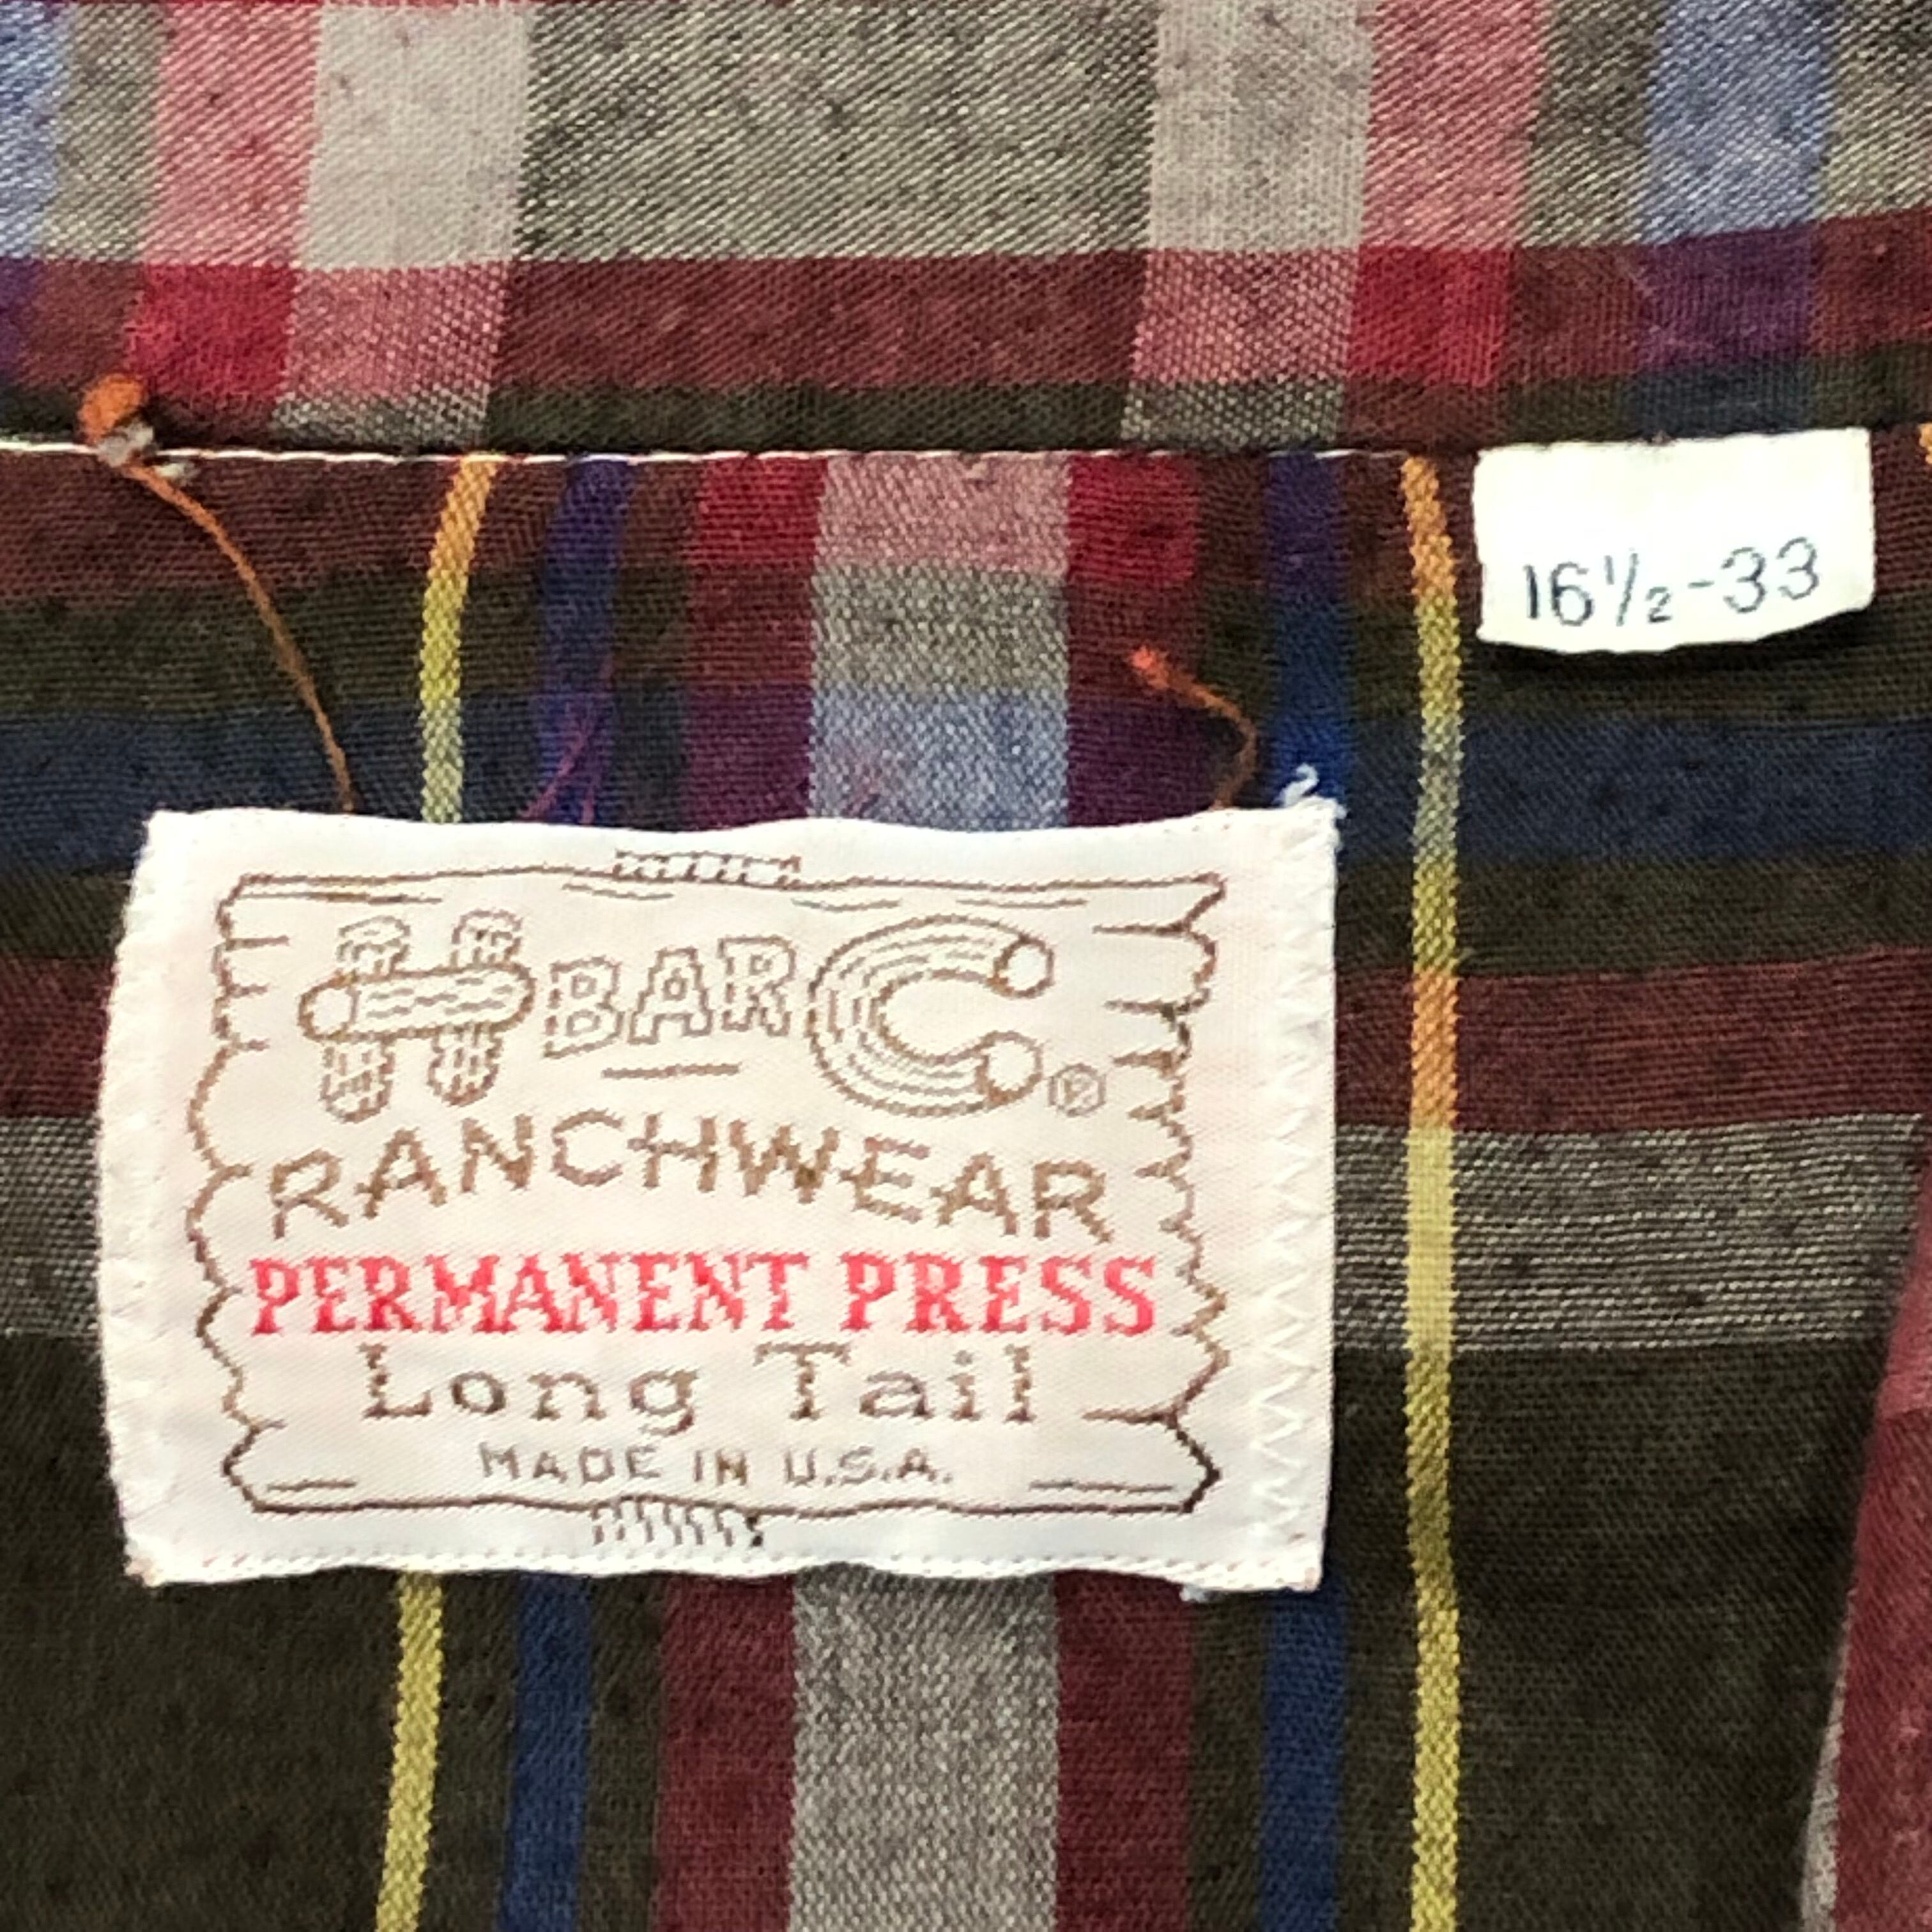 16½-33
H BAR C®
RANCHWEAR
PERMANENT PRESS
Long Tail
MADE IN U.S.A.